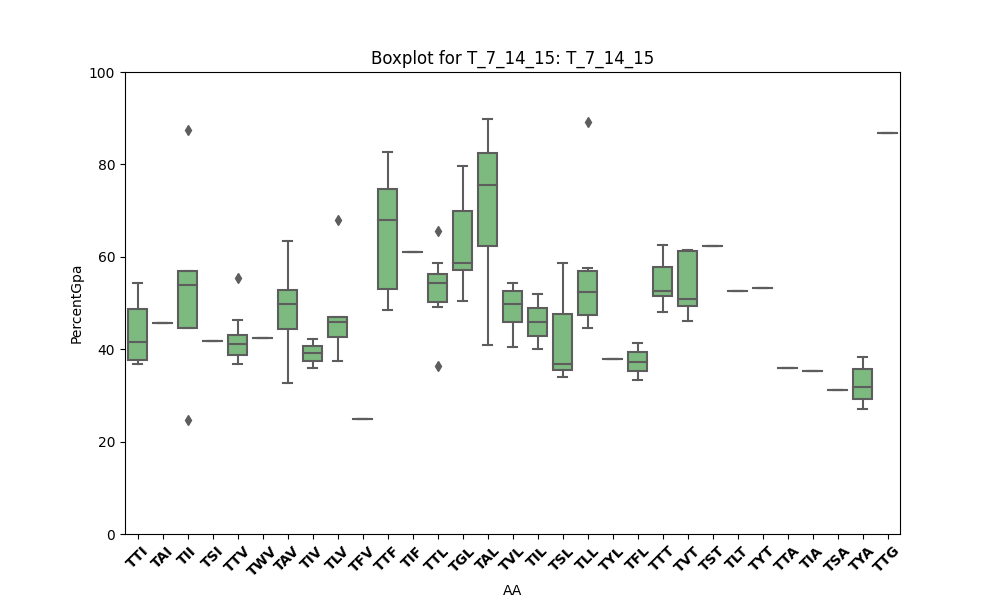 Boxplot for T_7_14_15: T_7_14_15
100
80
60
40
20
0
PercentGpa
TTI TAI TII TSI TTV TWV TAV TIV TLV TFV TTF TIF TTL TGL TAL TVL TIL TSL TLL TYL TFL TTT TVT TST TLT TYT TTA TIA TSA TYA TTG
AA